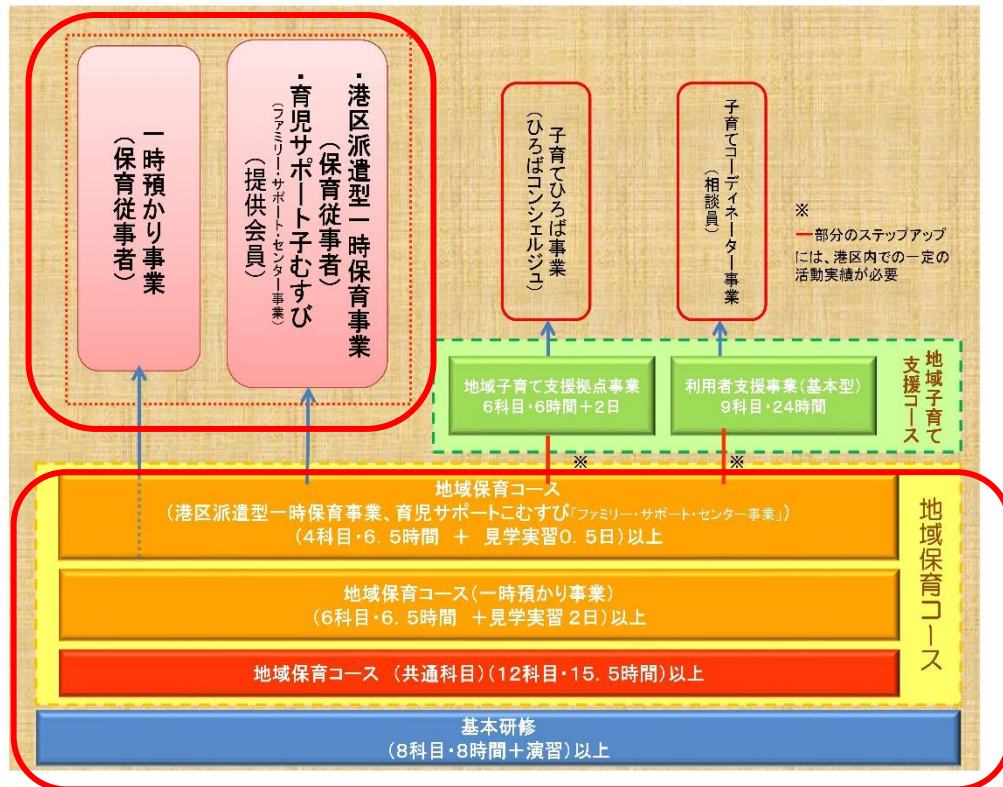 一時預かり事業
(保育従事者)
・港区派遣型一時保育事業
(保育従事者)
・育児サポート子むすび
(ファミリー・サポート・センター事業)
(提供会員)
子育てひろば事業
(ひろばコンシェルジュ)
子育てコーディネーター事業
(相談員)
※
ー部分のステップアップ
には、港区内での一定の
活動実績が必要
地域子育て支援拠点事業
6科目・6時間+2日
利用者支援事業(基本型)
9科目・24時間
地域子育て
支援コース
※
※
地域保育コース
(港区派遣型一時保育事業、育児サポートこむすび「ファミリー・サポート・センター事業」)
(4科目・6.5時間 + 見学実習0.5日)以上
地域保育コース(一時預かり事業)
(6科目・6.5時間 +見学実習2日)以上
地域保育コース (共通科目)(12科目・15.5時間)以上
地域保育コース
基本研修
(8科目・8時間+演習)以上